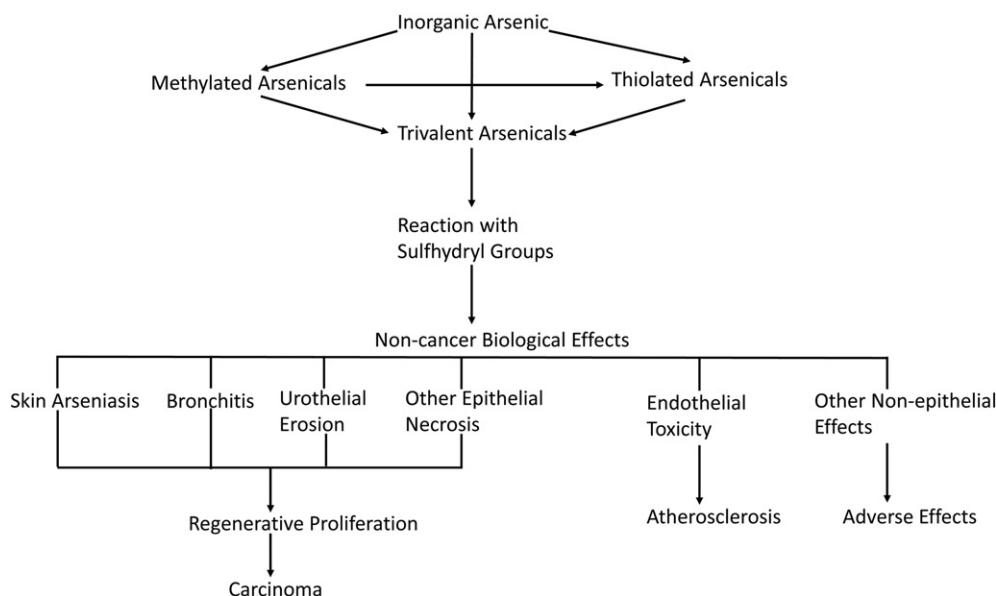 Inorganic Arsenic
Methylated Arsenicals
Thiolated Arsenicals
Trivalent Arsenicals
Reaction with
Sulfhydryl Groups
Non-cancer Biological Effects
Skin Arseniasis
Bronchitis
Urothelial
Erosion
Other Epithelial
Necrosis
Endothelial
Toxicity
Other Non-epithelial
Effects
Regenerative Proliferation
Atherosclerosis
Adverse Effects
Carcinoma